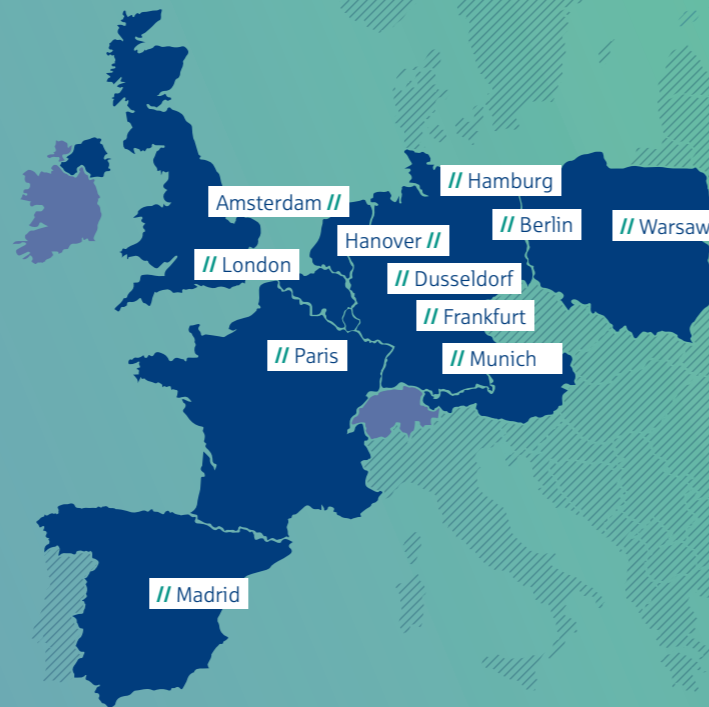 // Hamburg
Amsterdam //
// Berlin
// Warsaw
Hanover //
// London
// Dusseldorf
// Frankfurt
// Paris
// Munich
// Madrid